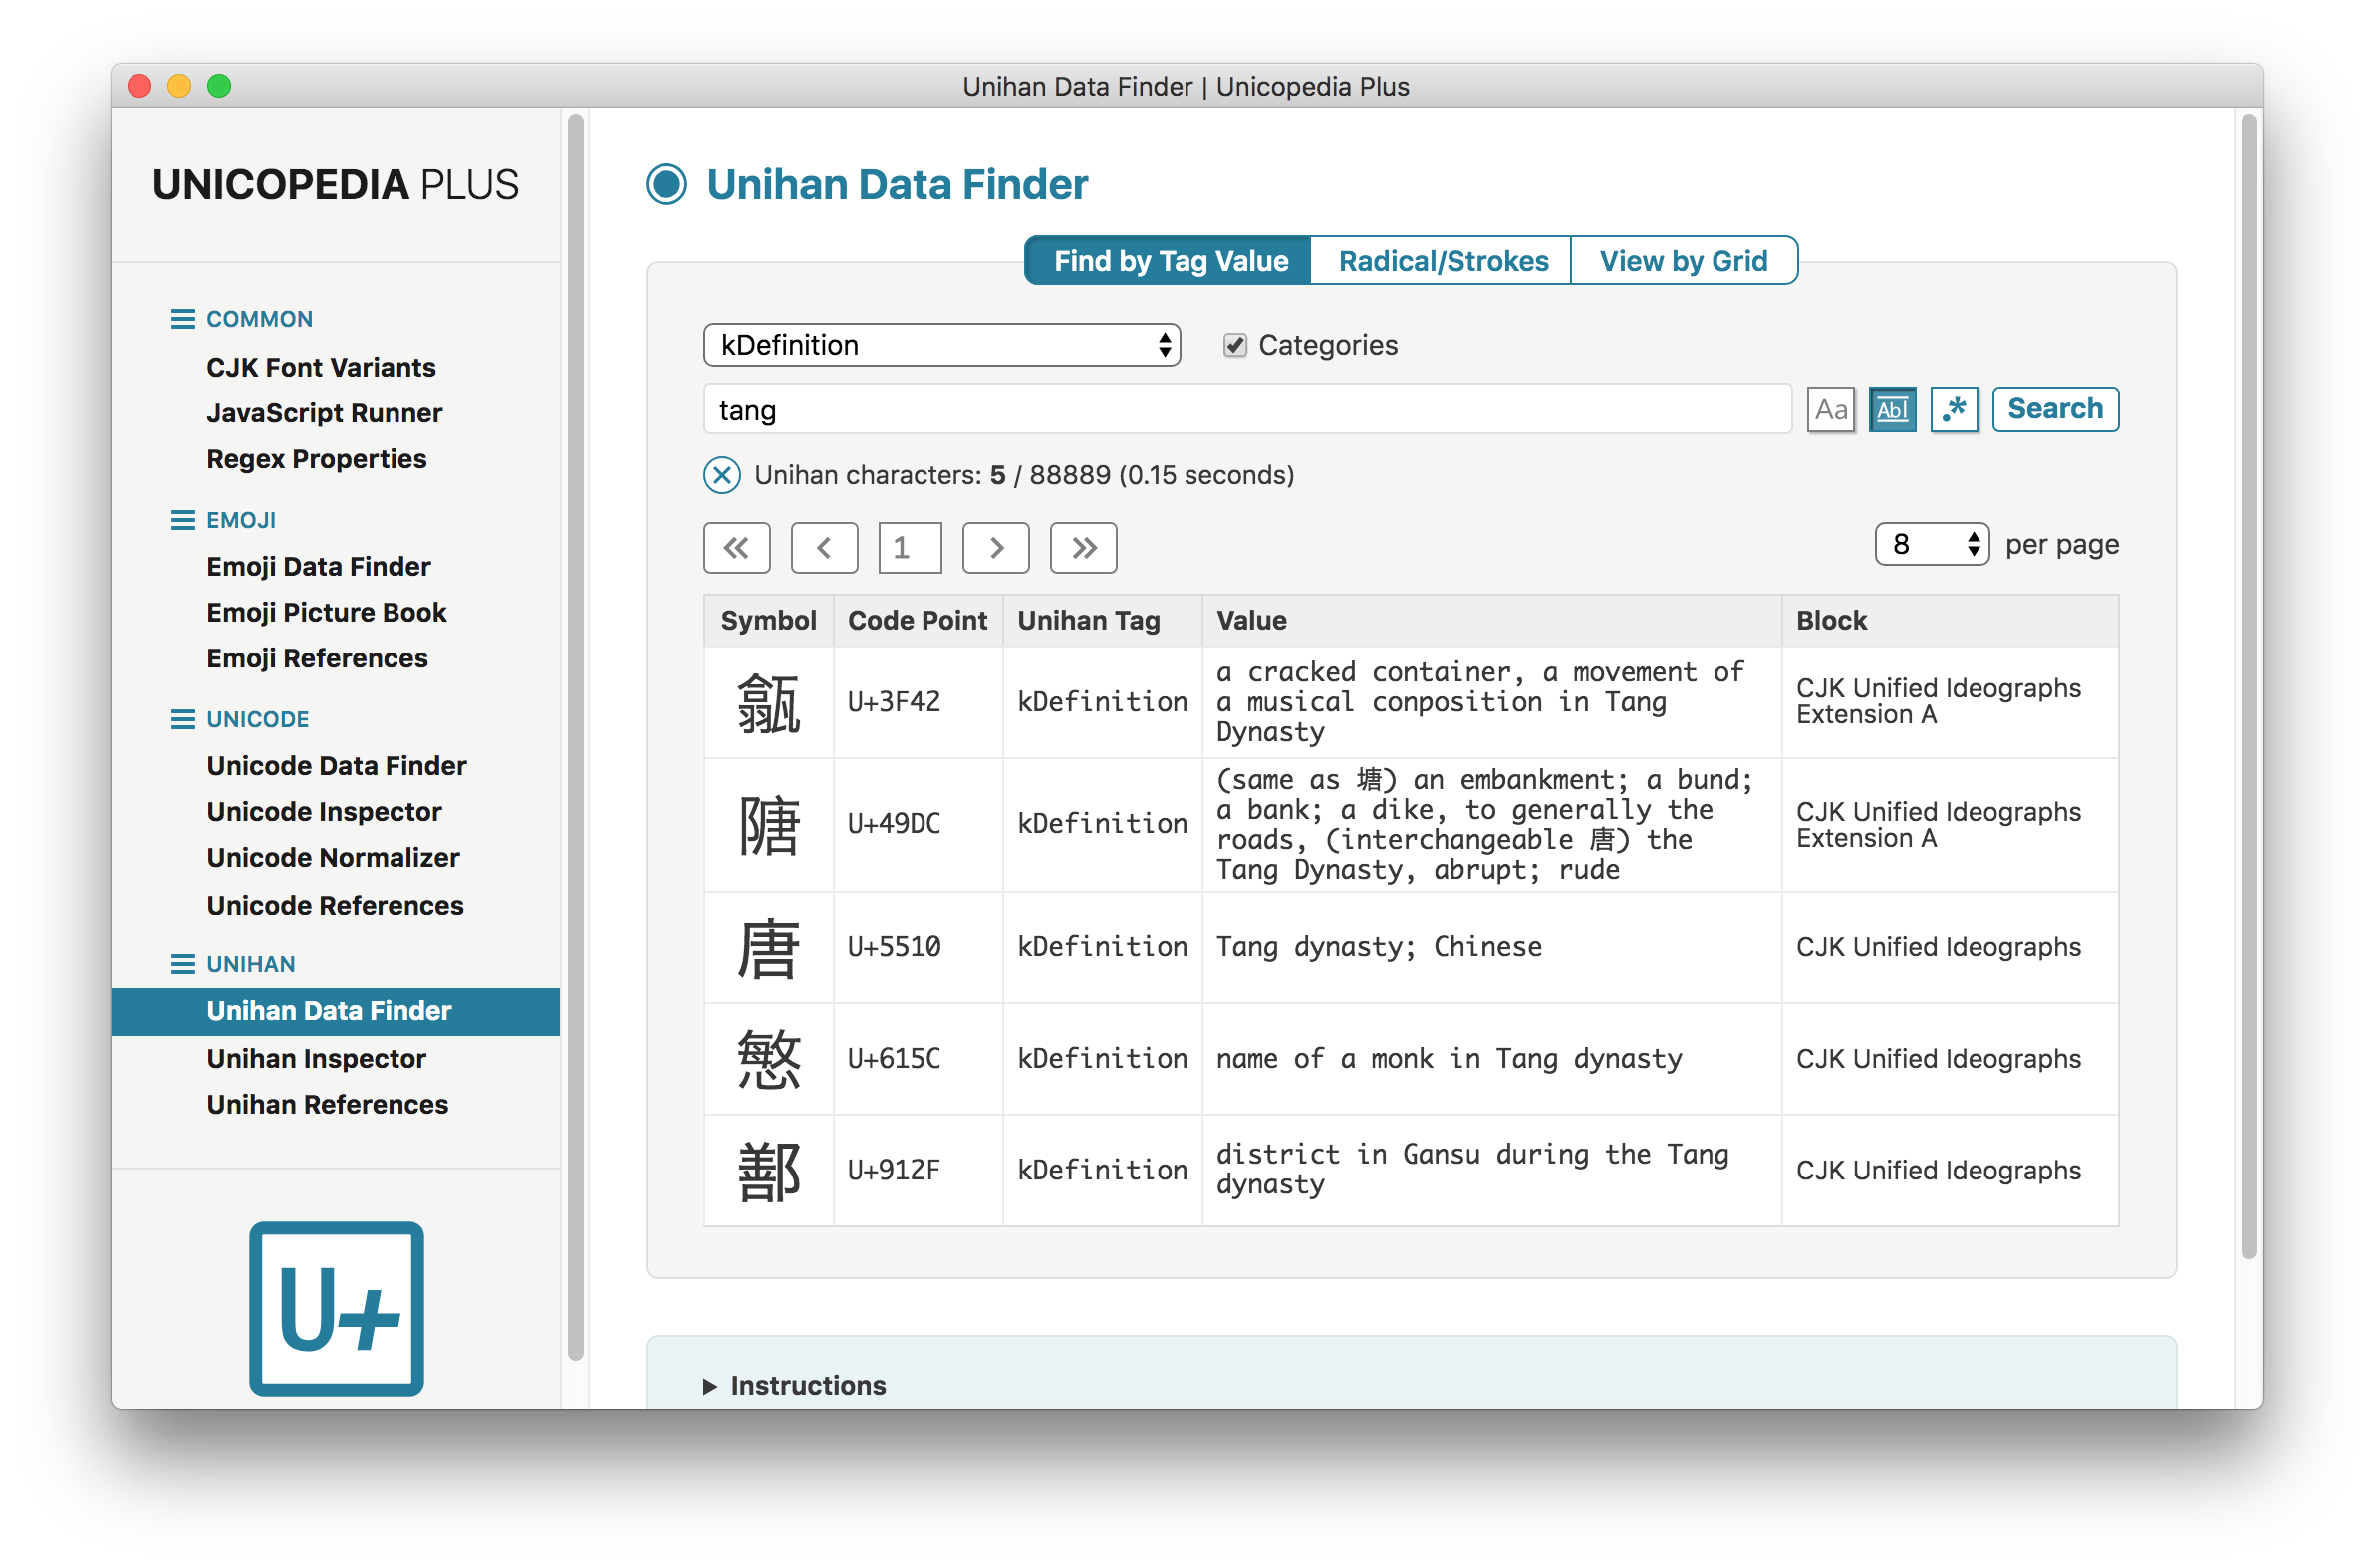 Unihan Data Finder | Unicopedia Plus
UNICOPEDIA PLUS
COMMON
CJK Font Variants
JavaScript Runner
Regex Properties
EMOJI
Emoji Data Finder
Emoji Picture Book
Emoji References
UNICODE
Unicode Data Finder
Unicode Inspector
Unicode Normalizer
Unicode References
UNIHAN
Unihan Data Finder
Unihan Inspector
Unihan References
U+
Unihan Data Finder
Find by Tag Value Radical/Strokes View by Grid
kDefinition Categories
tang Aa Ab| .* Search
Unihan characters: 5 / 88889 (0.15 seconds)
« ‹ 1 › » 8 per page
Symbol Code Point Unihan Tag Value Block
㽂 U+3F42 kDefinition a cracked container, a movement of
a musical conposition in Tang
Dynasty
CJK Unified Ideographs
Extension A
䧜 U+49DC kDefinition (same as 塘) an embankment; a bund;
a bank; a dike, to generally the
roads, (interchangeable 唐) the
Tang Dynasty, abrupt; rude
CJK Unified Ideographs
Extension A
唐 U+5510 kDefinition Tang dynasty; Chinese CJK Unified Ideographs
慜 U+615C kDefinition name of a monk in Tang dynasty CJK Unified Ideographs
鄯 U+912F kDefinition district in Gansu during the Tang
dynasty
CJK Unified Ideographs
Instructions